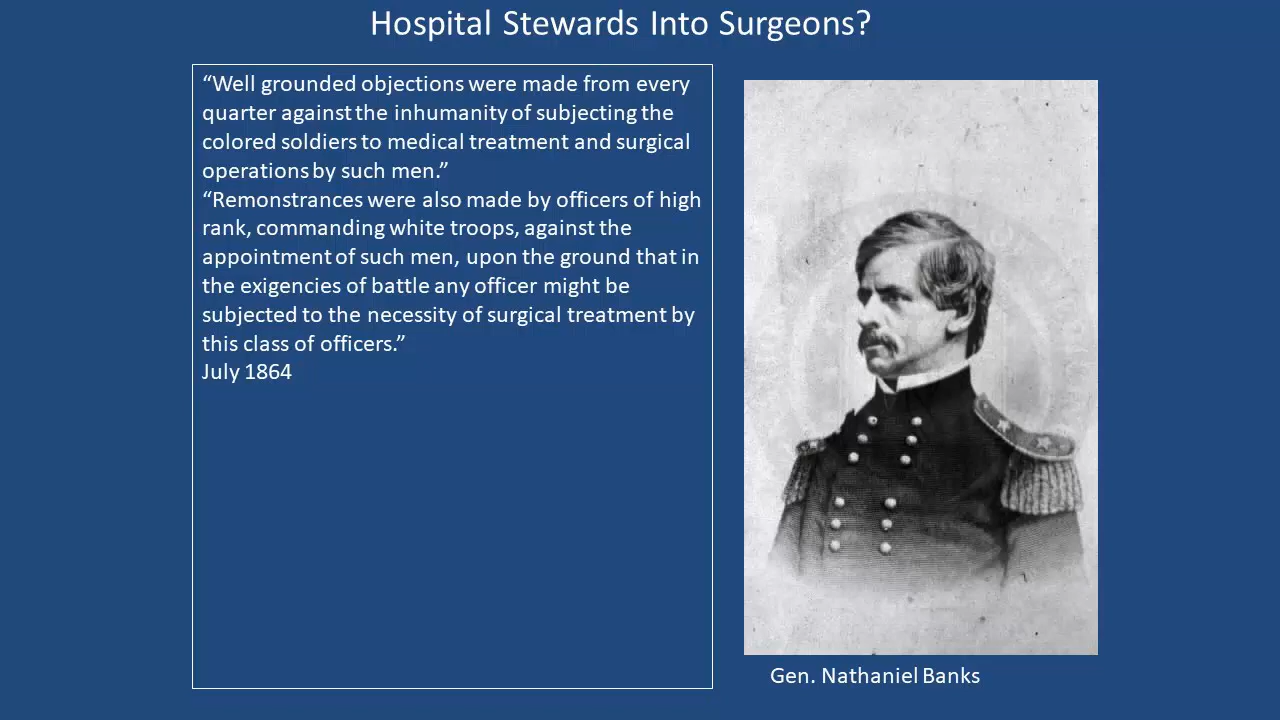 Hospital Stewards Into Surgeons?
“Well grounded objections were made from every
quarter against the inhumanity of subjecting the
colored soldiers to medical treatment and surgical
operations by such men.”
“Remonstrances were also made by officers of high
rank, commanding white troops, against the
appointment of such men, upon the ground that in
the exigencies of battle any officer might be
subjected to the necessity of surgical treatment by
this class of officers.”
July 1864
Gen. Nathaniel Banks